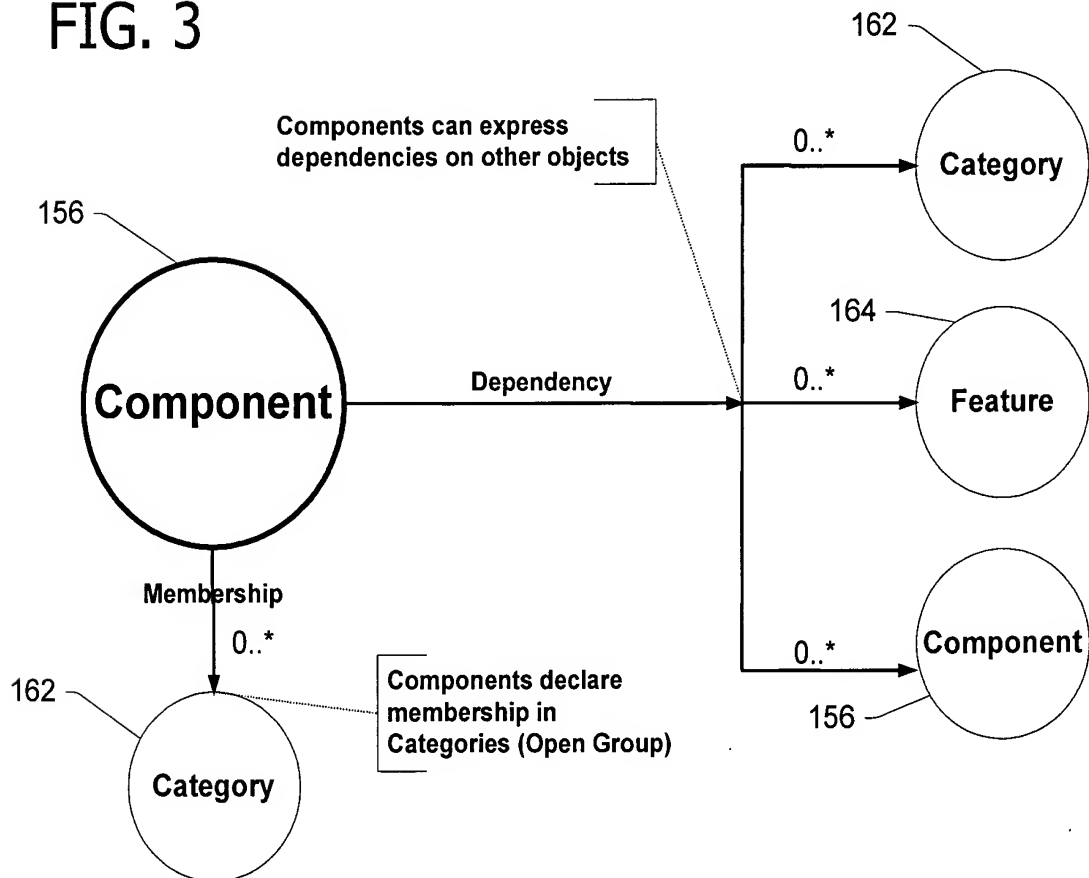 FIG. 3
162
Components can express
dependencies on other objects
0..*
Category
156
164
Component
Dependency
0..*
Feature
Membership
0..*
0..*
Component
162
Components declare
membership in
Categories (Open Group)
156
Category